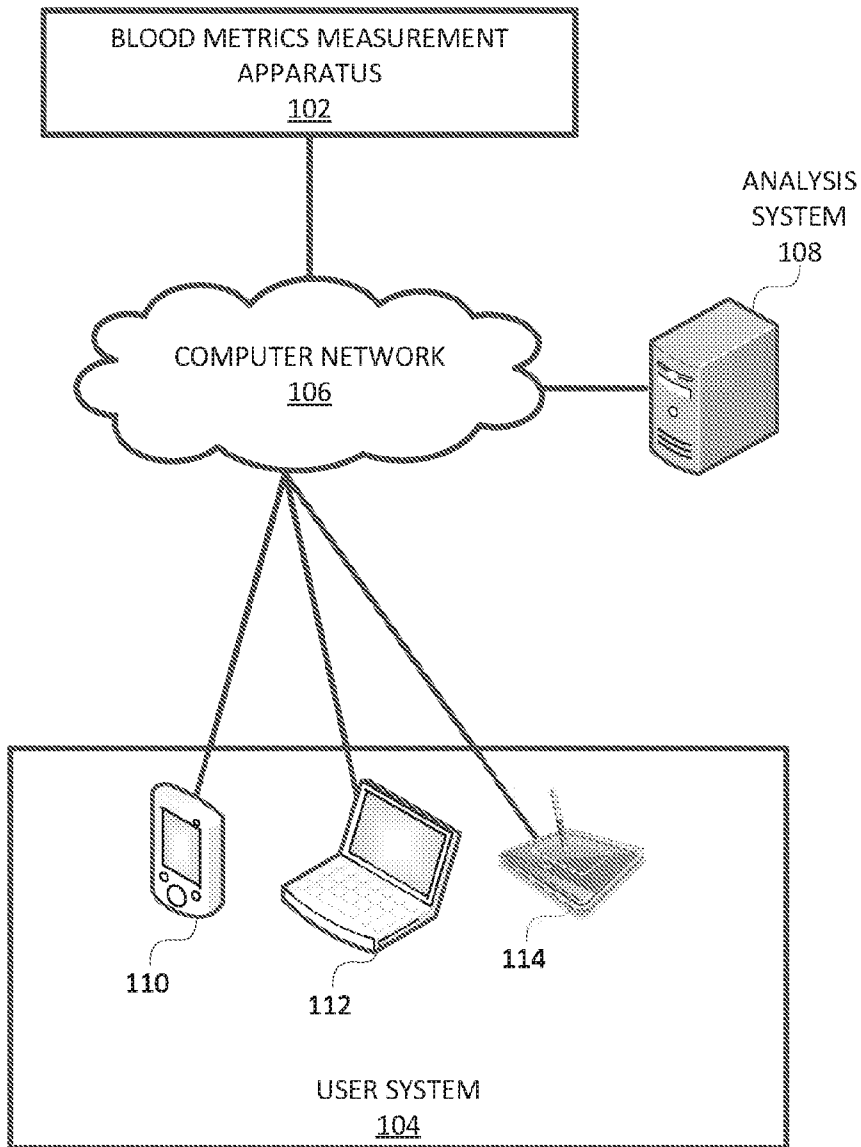 BLOOD METRICS MEASUREMENT
APPARATUS
102
ANALYSIS
SYSTEM
108
COMPUTER NETWORK
106
110
112
114
USER SYSTEM
104